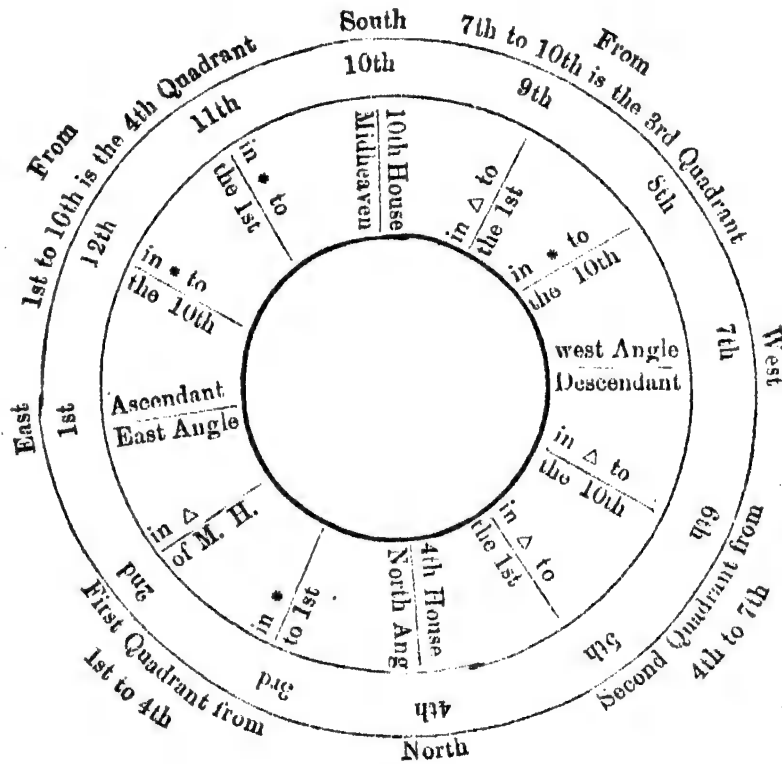 South
From
7th to 10th is the 3rd Quadrant
From
1st to 10th is the 4th Quadrant
10th
11th
9th
12th
8th
10th House
Midheaven
in * to
the 1st
in △ to
the 1st
in * to
the 10th
in * to
the 10th
East
1st
Ascendant
East Angle
west Angle
Descendant
7th
West
in △
of M. H.
in △ to
the 10th
in * 
to 1st
4th House
North Ang
in △ to
the 1st
2nd
6th
3rd
5th
4th
First Quadrant from
1st to 4th
Second Quadrant from
4th to 7th
North